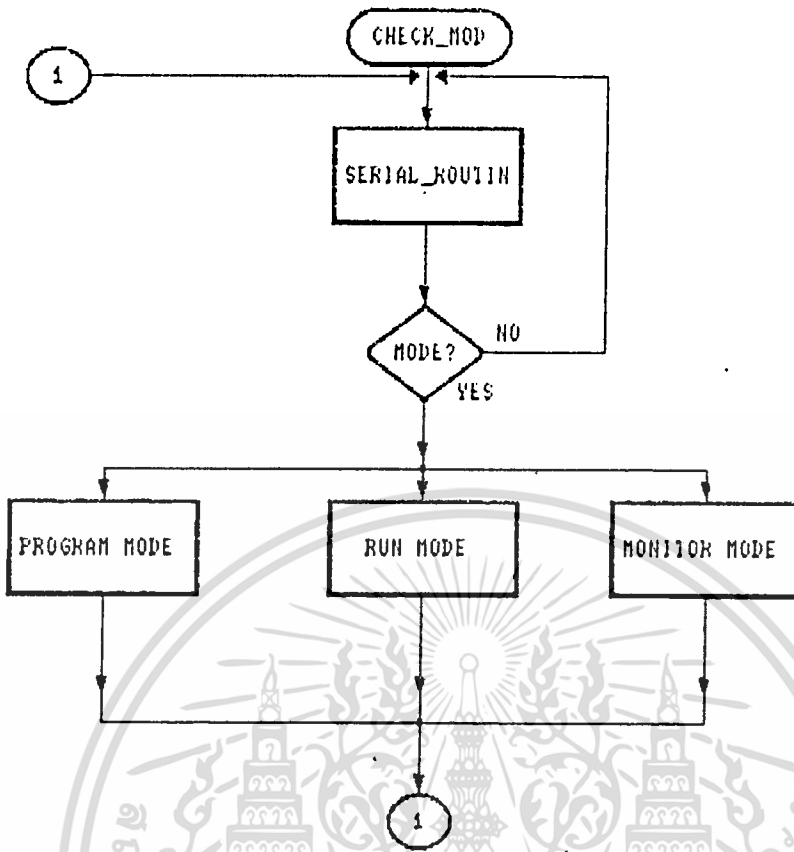 CHECK_MOD
1
SERIAL_ROUTIN
MODE?
NO
YES
PROGRAM MODE
RUN MODE
MONITOR MODE
1